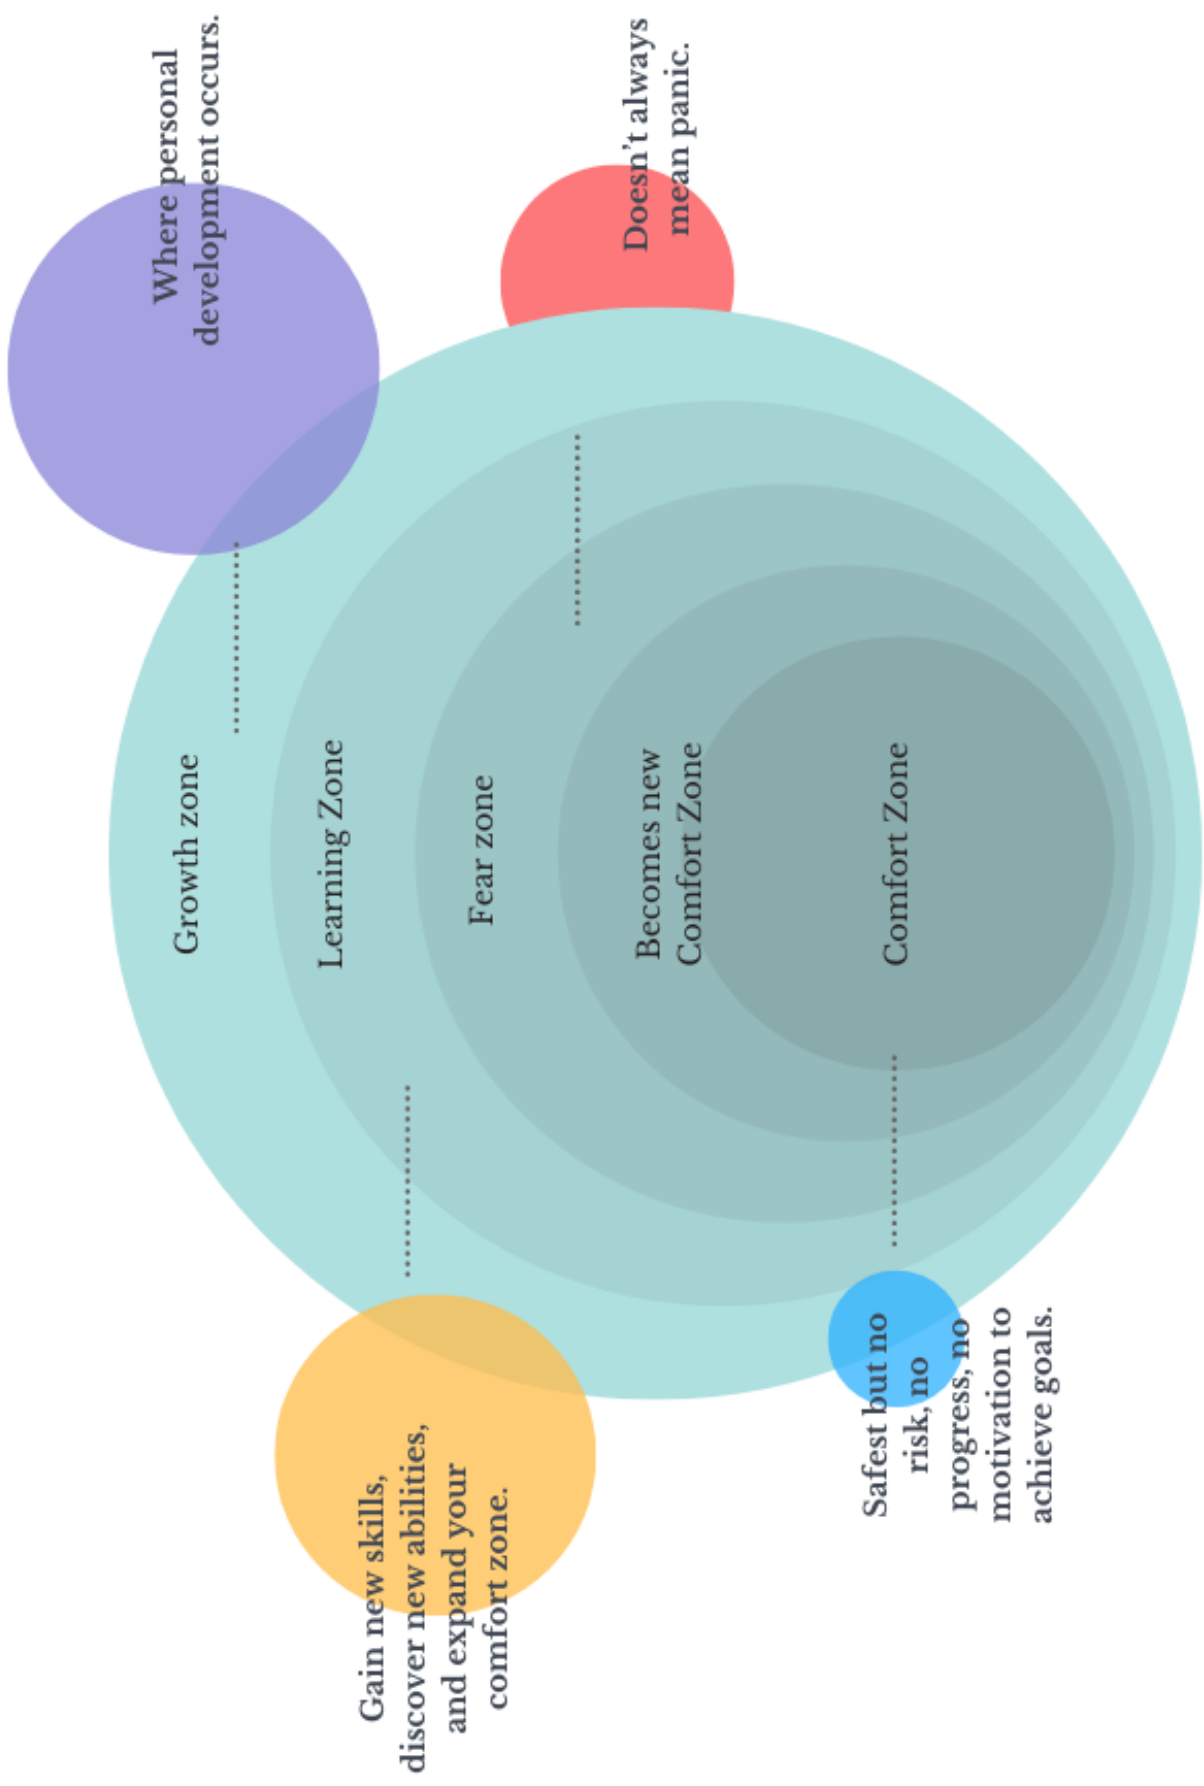 Where personal
development occurs.
Growth zone
Learning Zone
Gain new skills,
discover new abilities,
and expand your
comfort zone.
Fear zone
Doesn't always
mean panic.
Becomes new
Comfort Zone
Comfort Zone
Safest but no
risk, no
progress, no
motivation to
achieve goals.